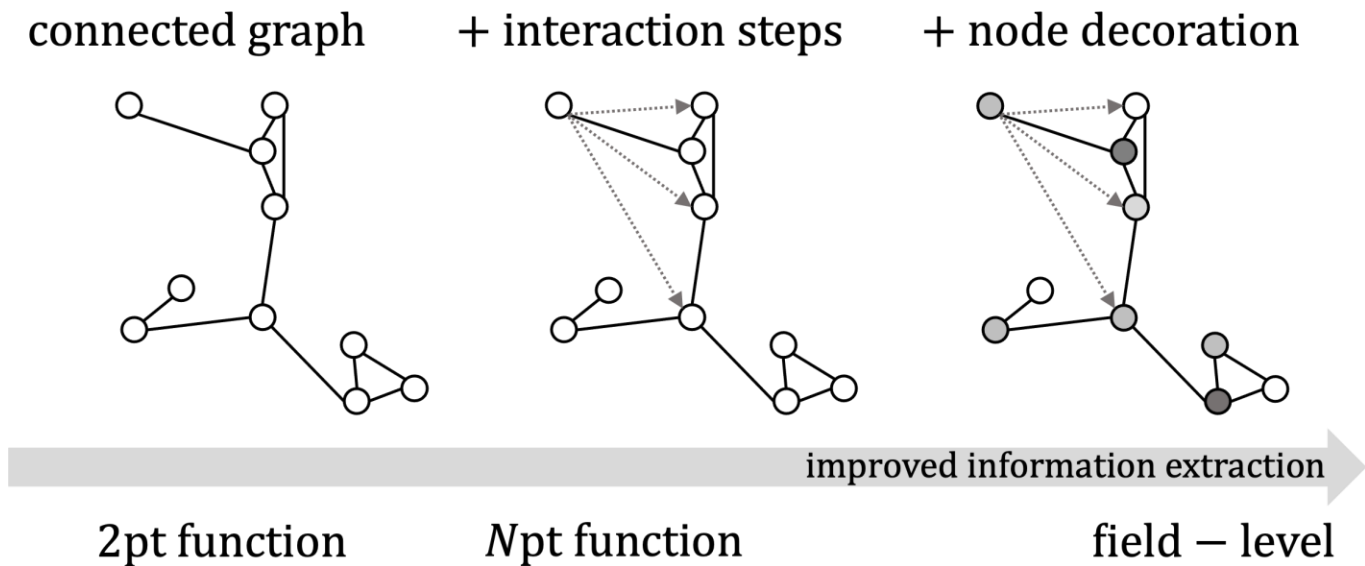 connected graph
+ interaction steps
+ node decoration
improved information extraction
2pt function
Npt function
field − level